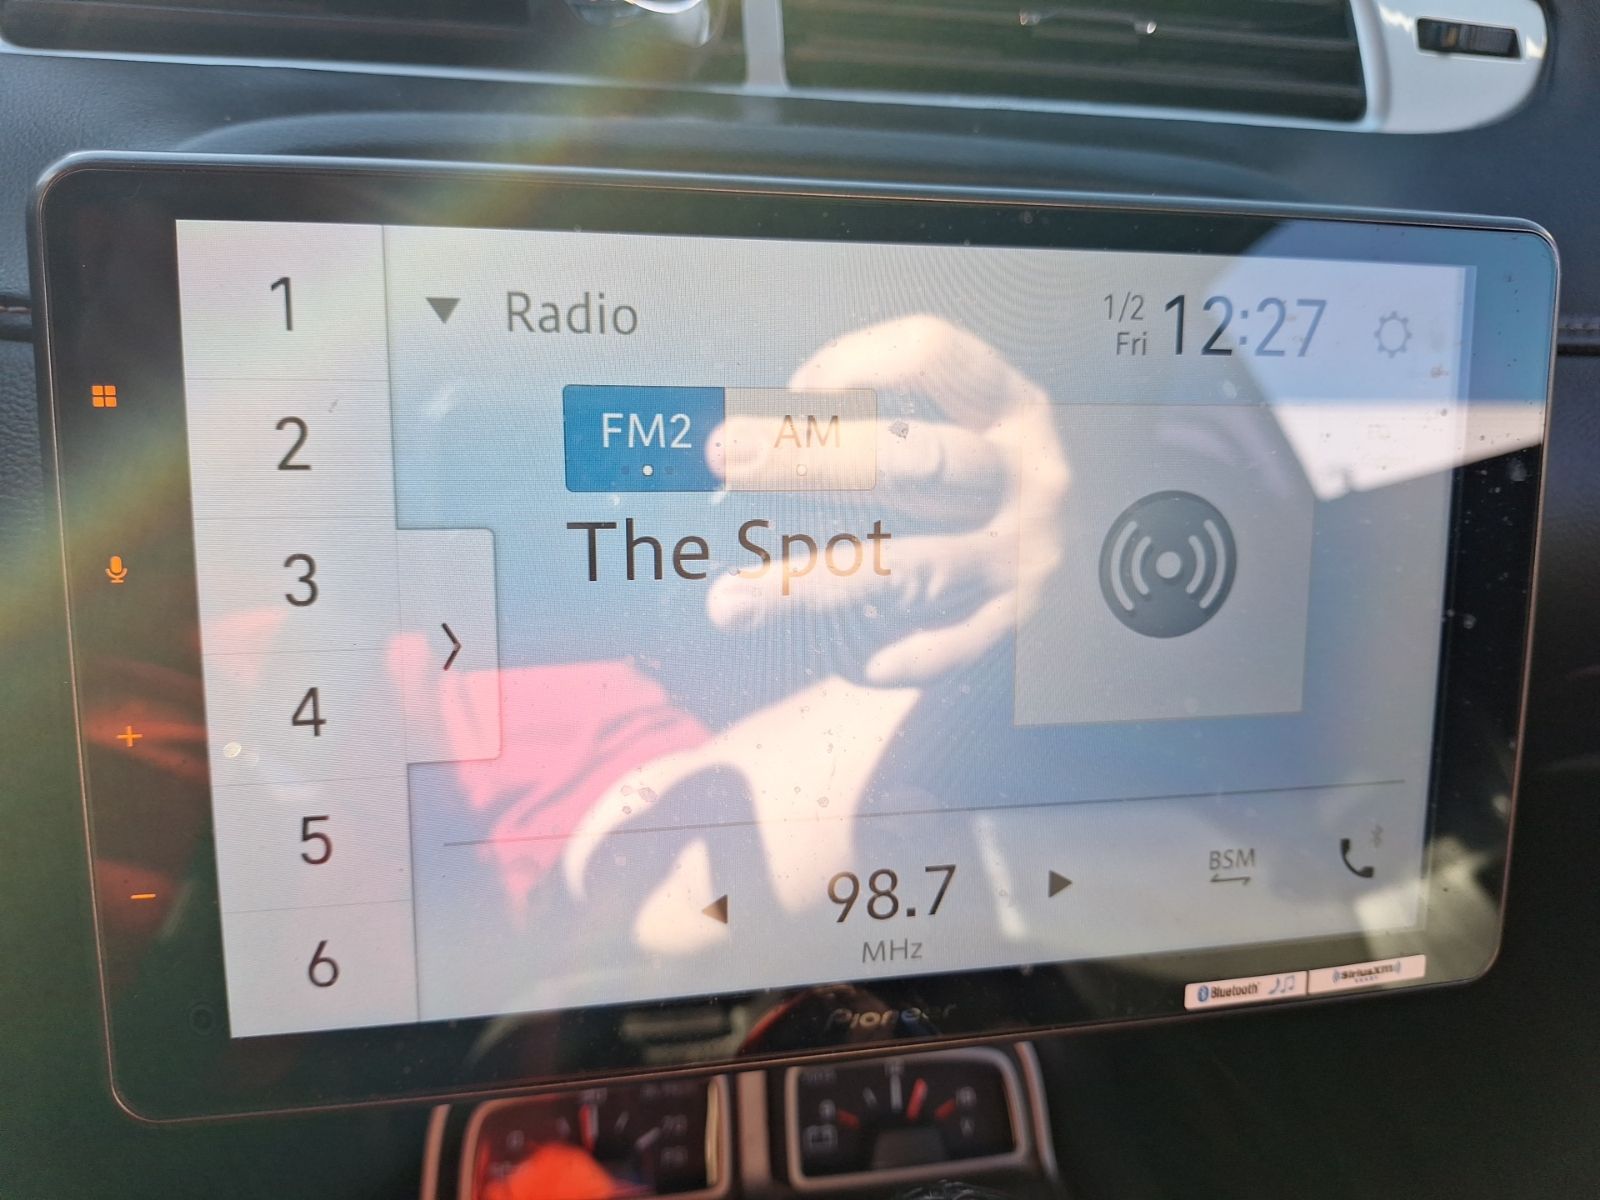 1
2
3
4
5
6
Radio
1/2
Fri
12:27
FM2
AM
The Spot
98.7
MHz
BSM
Bluetooth
siriusxm
Pioneer